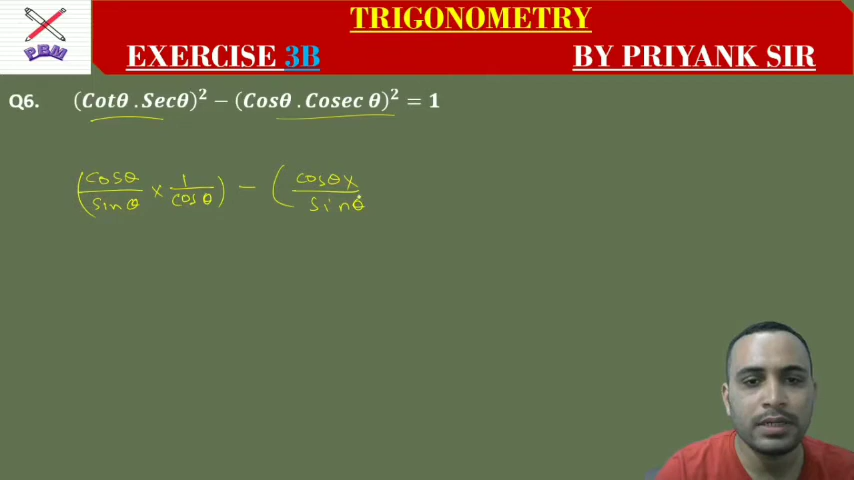 TRIGONOMETRY
PBM
EXERCISE 3B
BY PRIYANK SIR
Q6. (Cotθ . Secθ)² − (Cosθ . Cosec θ)² = 1
(cosθ/sinθ × 1/cosθ) − (cosθ×/sinθ